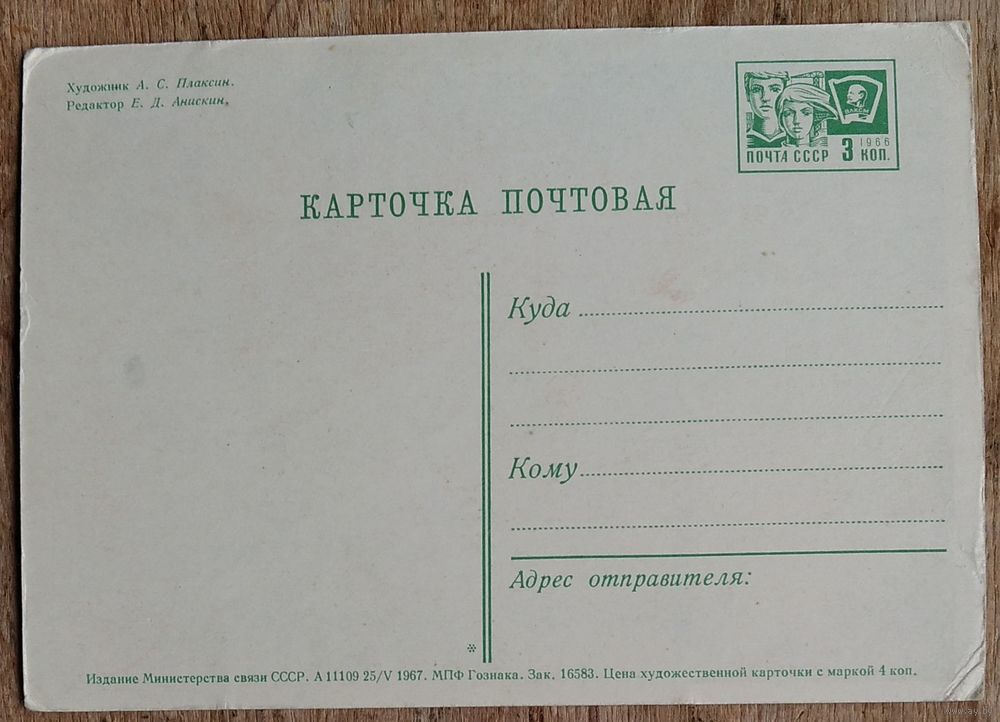 Художник А. С. Плаксин.
Редактор Е. Д. Анискин.
ВЛКСМ
1966
ПОЧТА СССР 3 КОП.
КАРТОЧКА ПОЧТОВАЯ
Куда
Кому
Адрес отправителя:
*
Издание Министерства связи СССР. А 11109 25/V 1967. МПФ Гознака. Зак. 16583. Цена художественной карточки с маркой 4 коп.